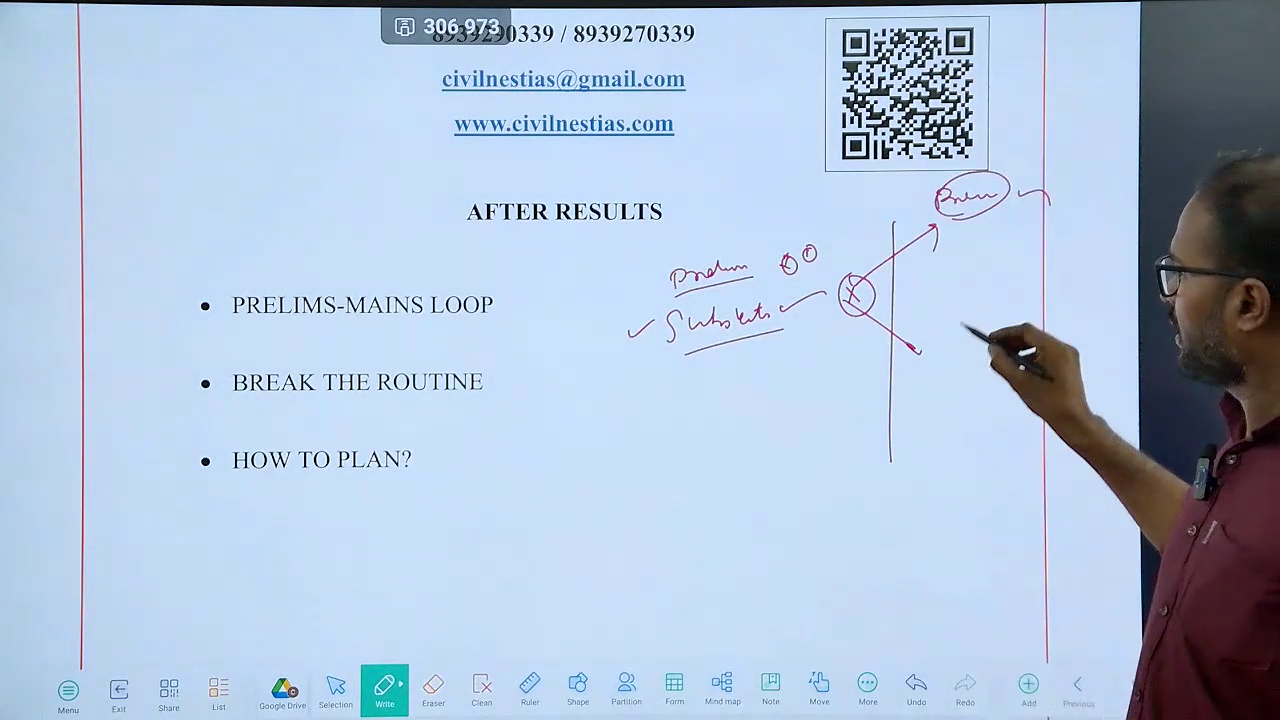 306,973
8939290339 / 8939270339
civilnestias@gmail.com
www.civilnestias.com
AFTER RESULTS
Prelim
• PRELIMS-MAINS LOOP
• BREAK THE ROUTINE
• HOW TO PLAN?
Menu
Exit
Share
List
Google Drive
Selection
Write
Eraser
Clean
Ruler
Shape
Partition
Form
Mind map
Note
Move
More
Undo
Redo
Add
Previous